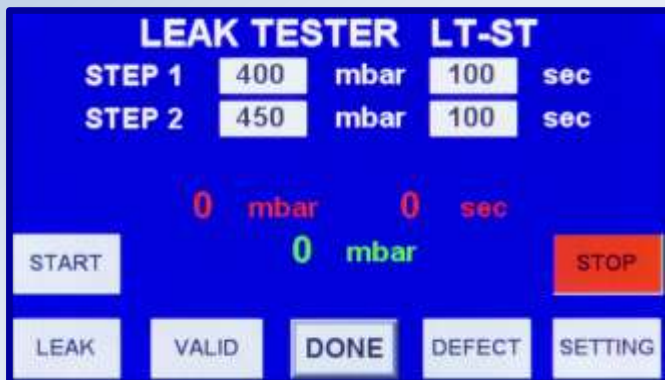 LEAK TESTER LT-ST
STEP 1 400 mbar 100 sec
STEP 2 450 mbar 100 sec
0 mbar 0 sec
0 mbar
START STOP
LEAK VALID DONE DEFECT SETTING